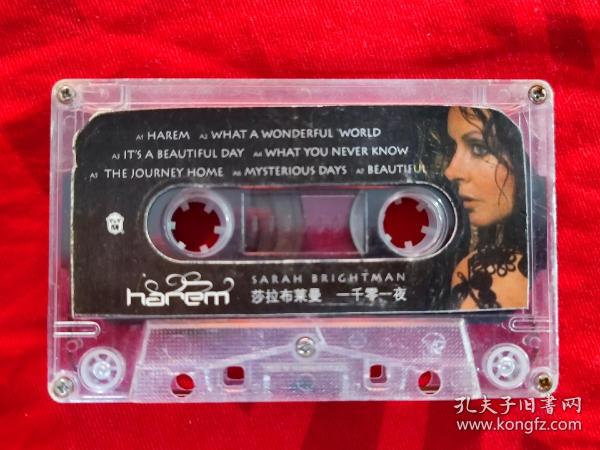 A1 HAREM A2 WHAT A WONDERFUL WORLD
A3 IT'S A BEAUTIFUL DAY A4 WHAT YOU NEVER KNOW
A5 THE JOURNEY HOME A6 MYSTERIOUS DAYS A7 BEAUTIFUL
harem
SARAH BRIGHTMAN
莎拉布莱曼 一千零一夜
孔夫子旧書网
www.kongfz.com